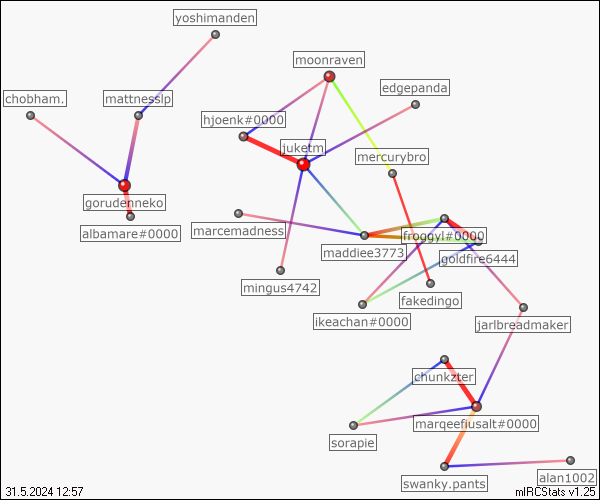 yoshimanden
moonraven
edgepanda
chobham.
mattnesslp
hjoenk#0000
juketm
mercurybro
gorudenneko
albamare#0000
marcemadness
froggyl#0000
maddiee3773
goldfire6444
mingus4742
fakedingo
ikeachan#0000
jarlbreadmaker
chunkzter
marqeefiusalt#0000
sorapie
swanky.pants
alan1002
31.5.2024 12:57
mIRCStats v1.25